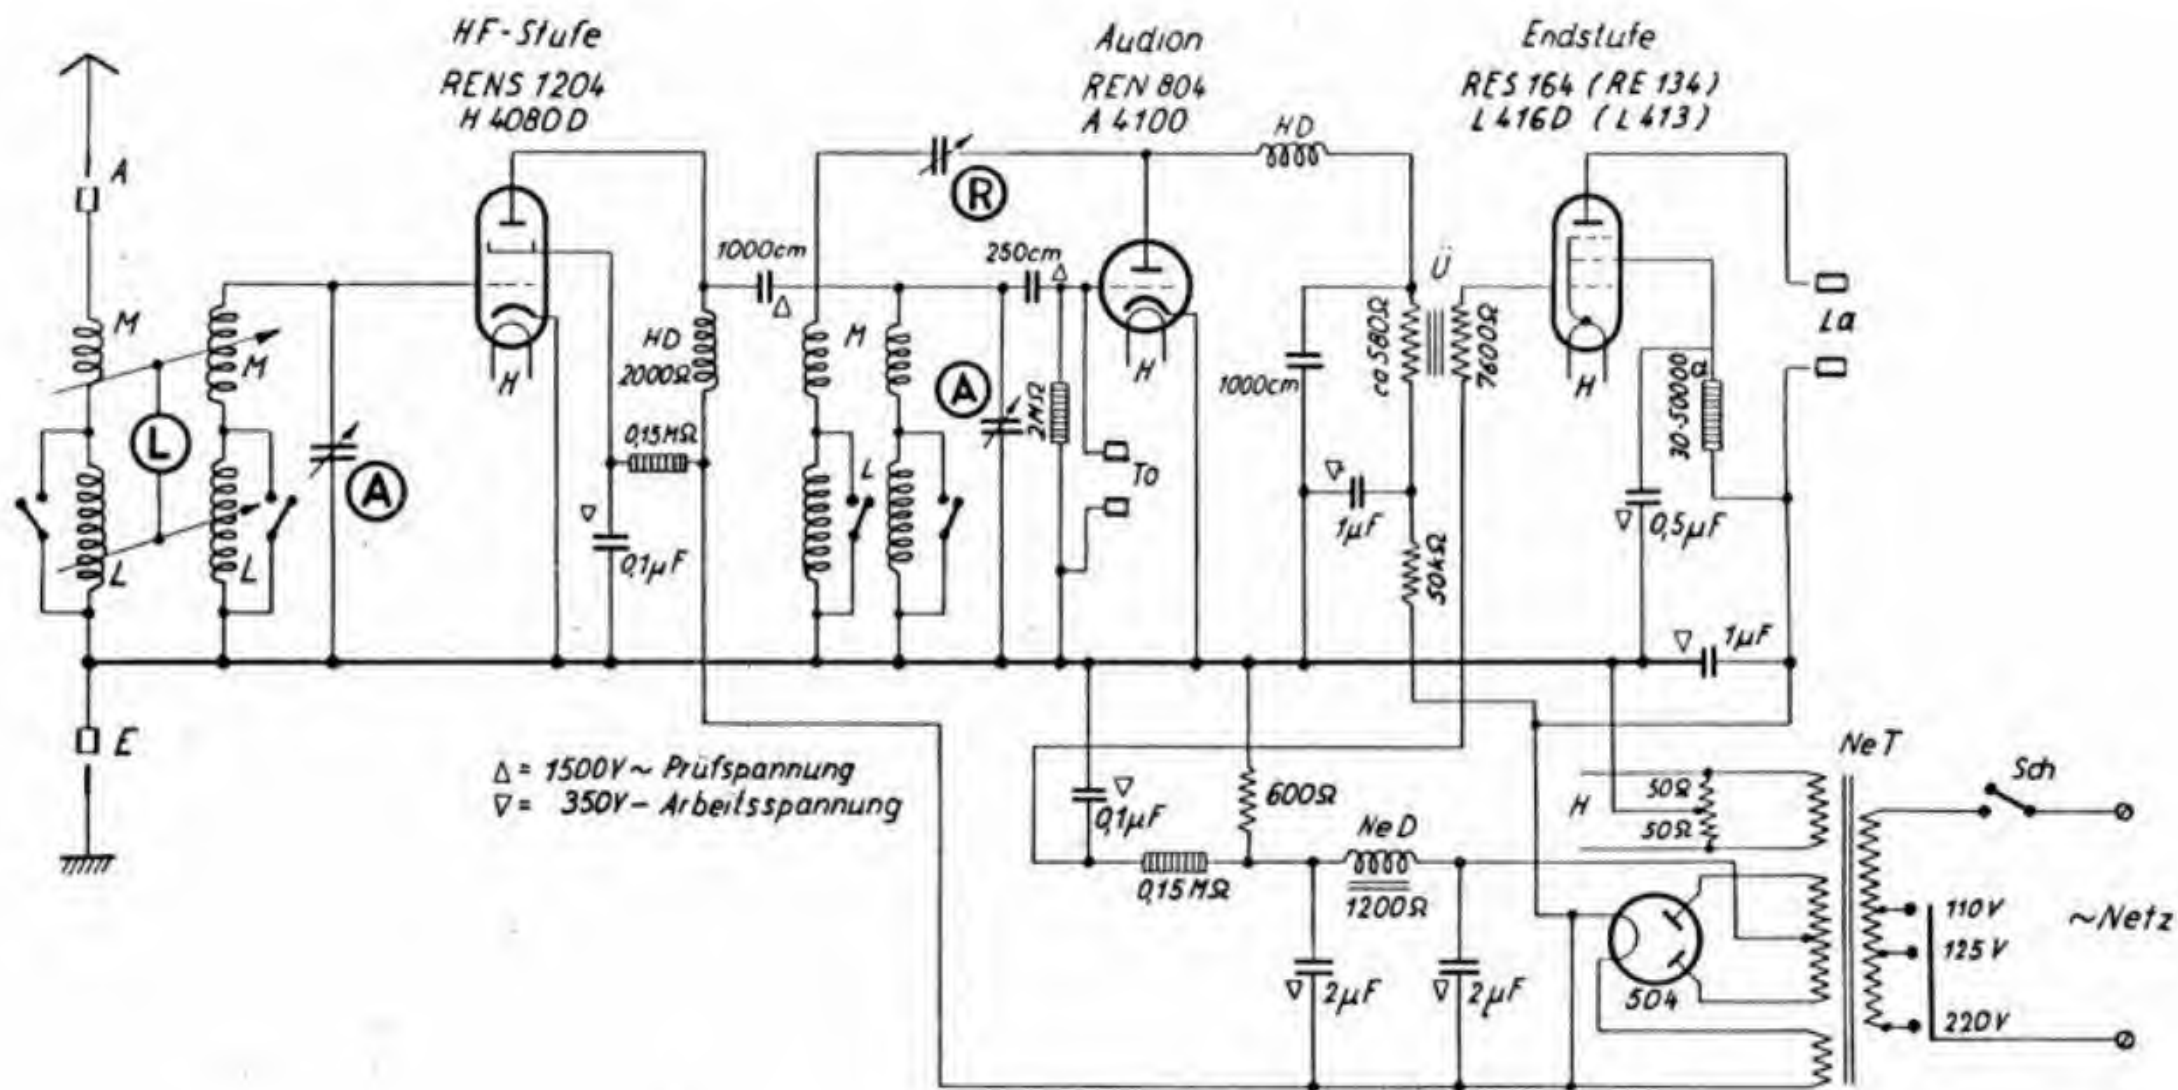 HF-Stufe
RENS 1204
H 4080 D
Audion
REN 804
A 4100
Endstufe
RES 164 (RE 134)
L 416D (L 413)
HD
A
R
1000cm
250cm
Ü
M
M
HD
2000Ω
M
A
2MΩ
H
H
H
1000cm
ca 580Ω
7600Ω
30-50000Ω
La
L
A
0,15MΩ
L
To
1µF
0,5µF
L
L
0,1µF
50kΩ
1µF
E
Δ = 1500V~ Prüfspannung
∇ = 350V- Arbeitsspannung
0,1µF
600Ω
NeD
0,15MΩ
1200Ω
2µF
2µF
H
50Ω
50Ω
NeT
Sch
504
110V
125V
220V
~Netz